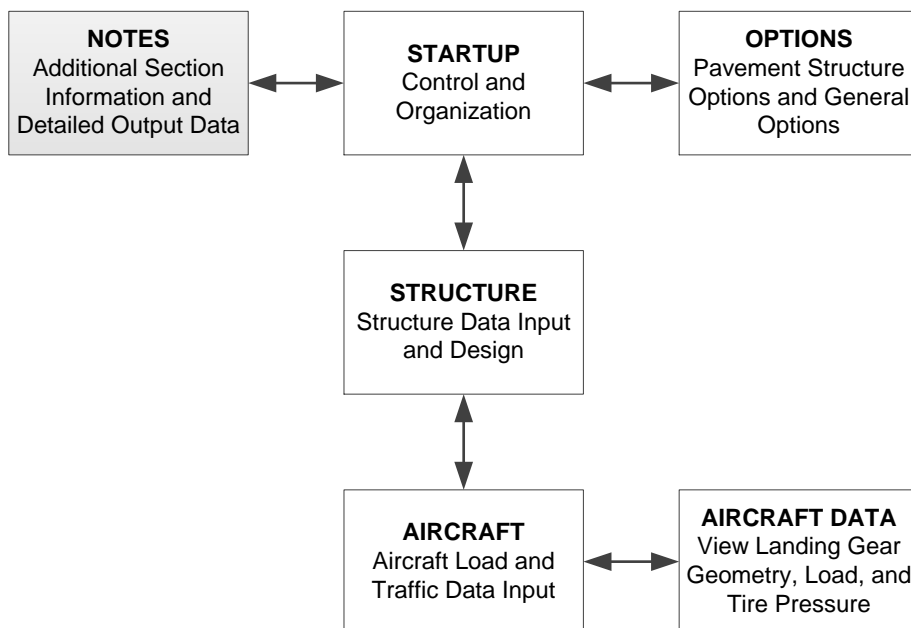 NOTES
Additional Section
Information and
Detailed Output Data
STARTUP
Control and
Organization
OPTIONS
Pavement Structure
Options and General
Options
STRUCTURE
Structure Data Input
and Design
AIRCRAFT
Aircraft Load and
Traffic Data Input
AIRCRAFT DATA
View Landing Gear
Geometry, Load, and
Tire Pressure